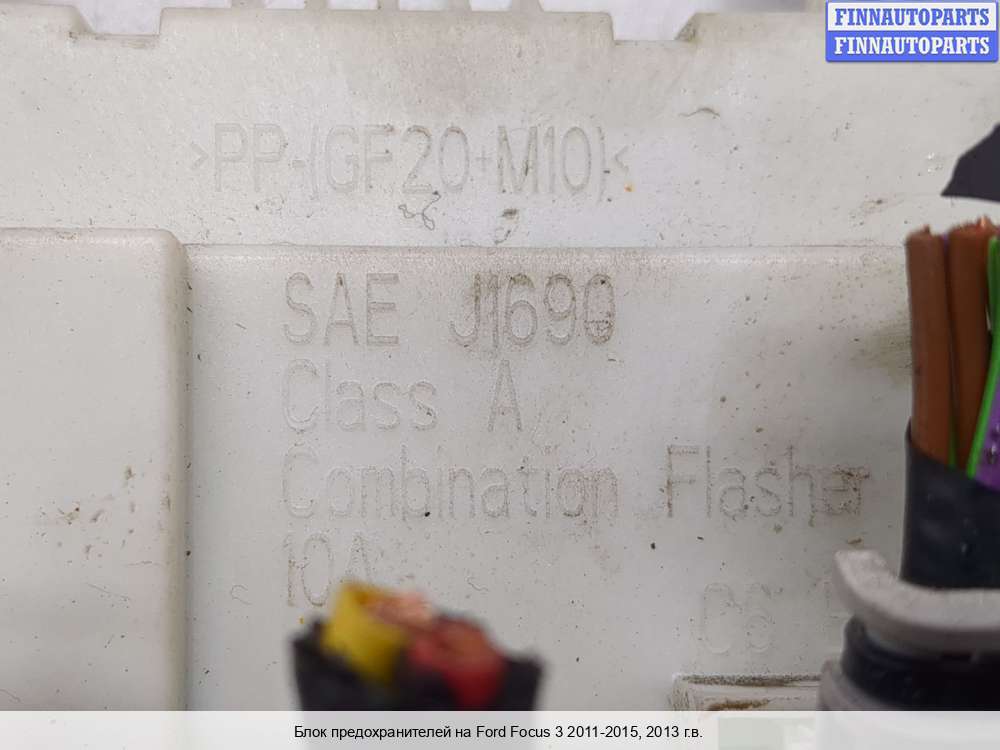 FINNAUTOPARTS
FINNAUTOPARTS
>PP-(GF20+M10)<
SAE J1690
Class A
Combination Flasher
10A
C6
Блок предохранителей на Ford Focus 3 2011-2015, 2013 г.в.